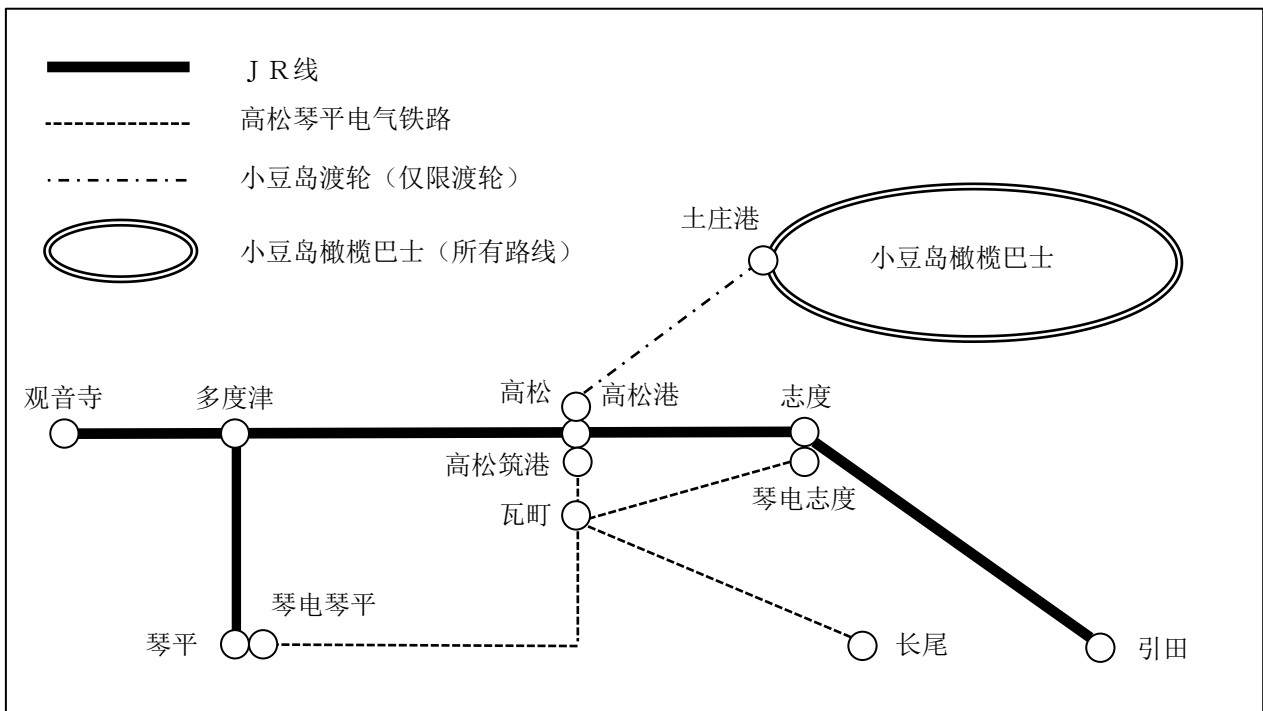 ＪＲ线
高松琴平电气铁路
小豆岛渡轮（仅限渡轮）
小豆岛橄榄巴士（所有路线）
土庄港
小豆岛橄榄巴士
观音寺
多度津
高松
高松港
志度
高松筑港
瓦町
琴电志度
琴电琴平
琴平
长尾
引田